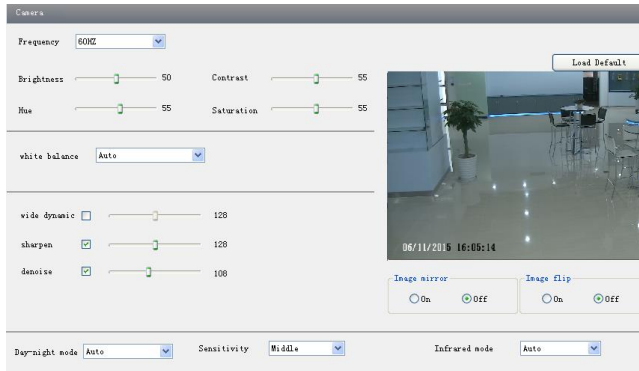 Camera
Frequency 60HZ
Load Default
Brightness 50 Contrast 55
Hue 55 Saturation 55
white balance Auto
wide dynamic 128
sharpen 128
denoise 108
06/11/2015 16:05:14
Image mirror Image flip
On Off On Off
Day-night mode Auto Sensitivity Middle Infrared mode Auto